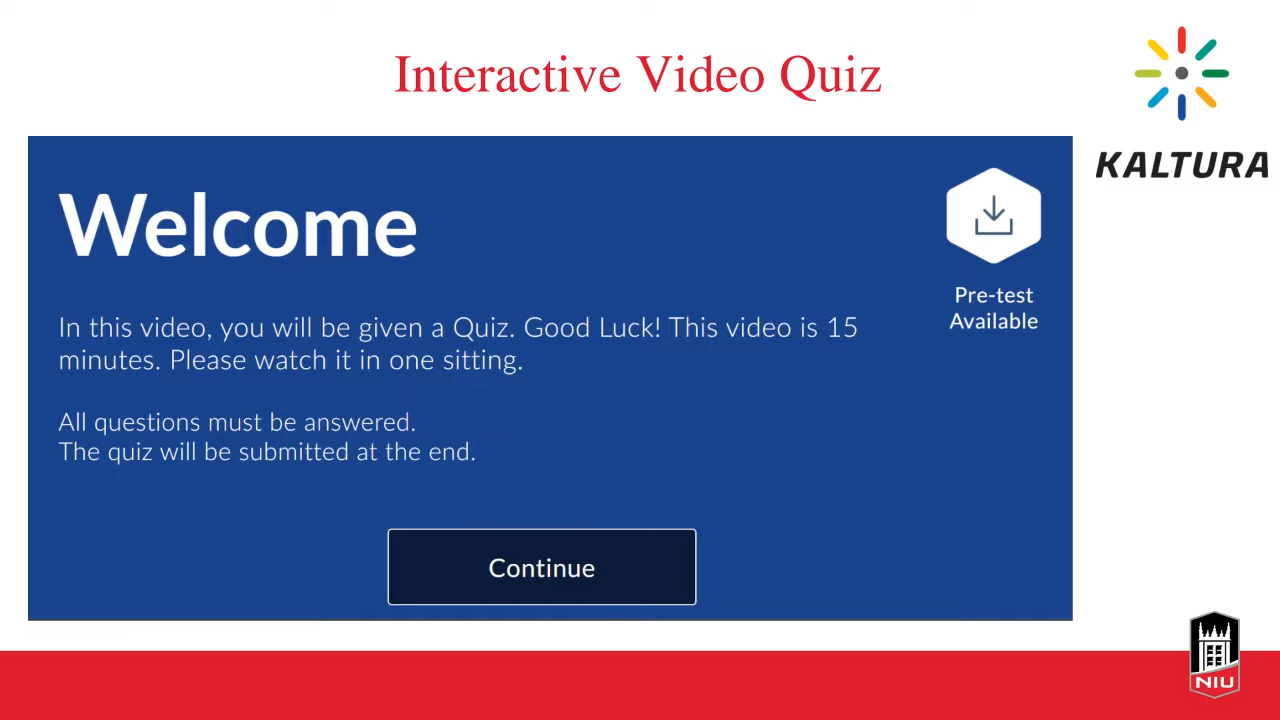 Interactive Video Quiz
KALTURA
Welcome
Pre-test
Available
In this video, you will be given a Quiz. Good Luck! This video is 15
minutes. Please watch it in one sitting.
All questions must be answered.
The quiz will be submitted at the end.
Continue
NIU